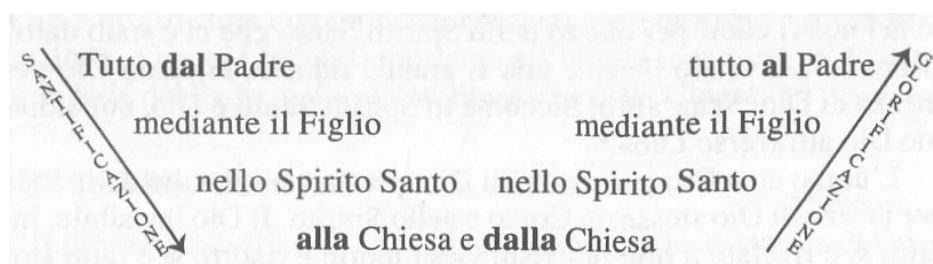 Tutto dal Padre tutto al Padre
mediante il Figlio mediante il Figlio
nello Spirito Santo nello Spirito Santo
alla Chiesa e dalla Chiesa
SANTIFICAZIONE
GLORIFICAZIONE